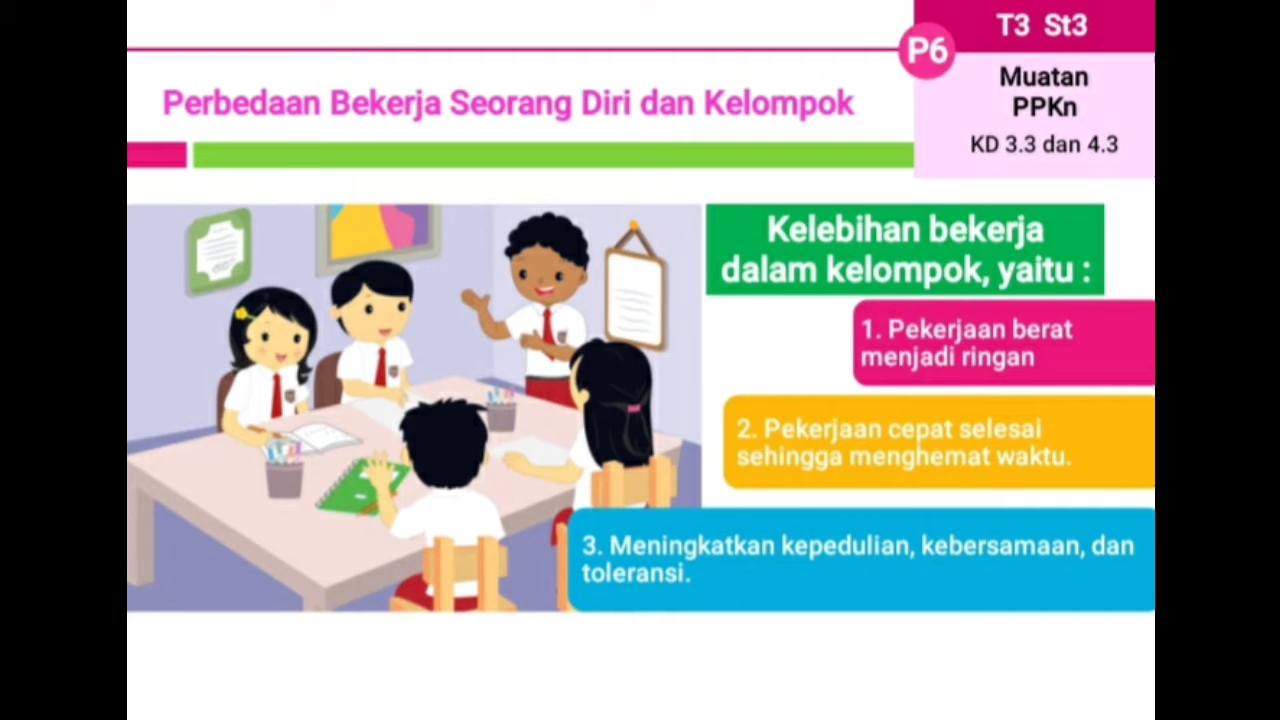 T3 St3
P6
Muatan
PPKn
KD 3.3 dan 4.3
Perbedaan Bekerja Seorang Diri dan Kelompok
Kelebihan bekerja
dalam kelompok, yaitu :
1. Pekerjaan berat
menjadi ringan
2. Pekerjaan cepat selesai
sehingga menghemat waktu.
3. Meningkatkan kepedulian, kebersamaan, dan
toleransi.